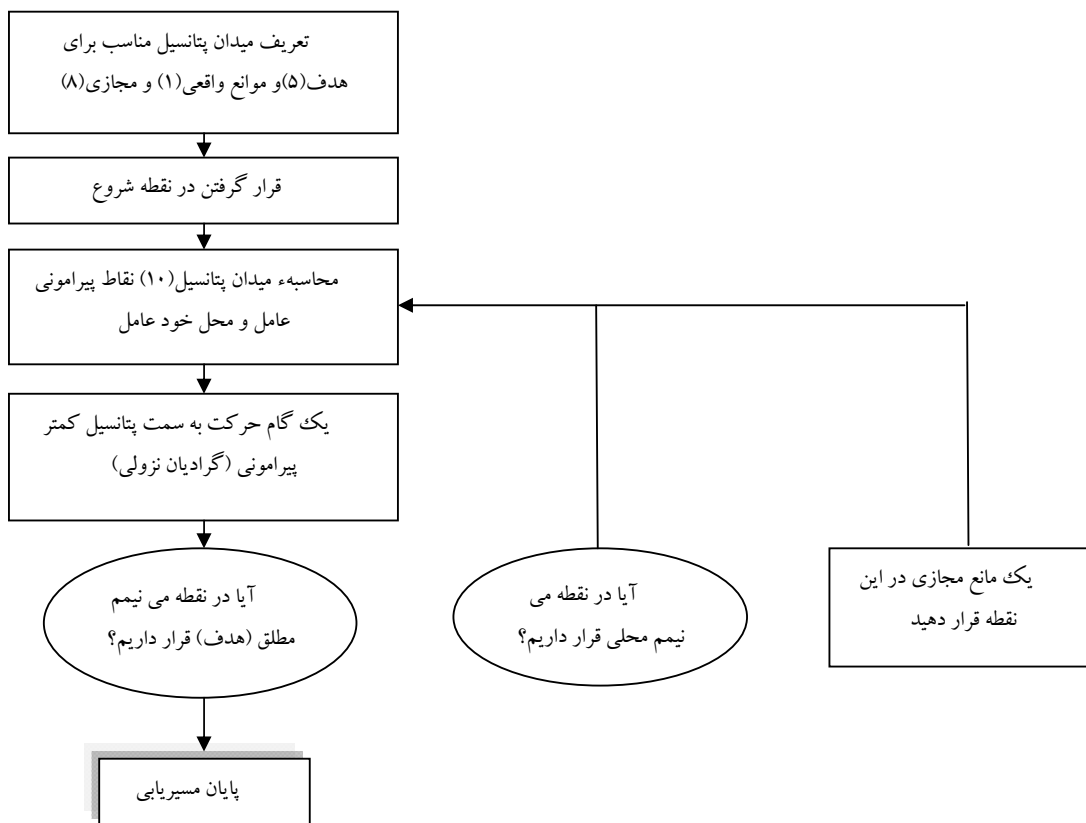 تعریف میدان پتانسیل مناسب برای
هدف(۵)و موانع واقعی(۱) و مجازی(۸)
قرار گرفتن در نقطه شروع
محاسبهء میدان پتانسیل(۱۰) نقاط پیرامونی
عامل و محل خود عامل
یک گام حرکت به سمت پتانسیل کمتر
پیرامونی (گرادیان نزولی)
آیا در نقطه می نیمم
مطلق (هدف) قرار داریم؟
آیا در نقطه می
نیمم محلی قرار داریم؟
یک مانع مجازی در این
نقطه قرار دهید
پایان مسیریابی